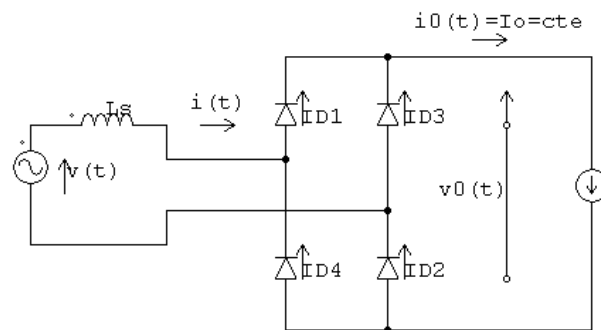 i0(t)=Io=cte
Ls
i(t)
ID1
ID3
v(t)
v0(t)
ID4
ID2